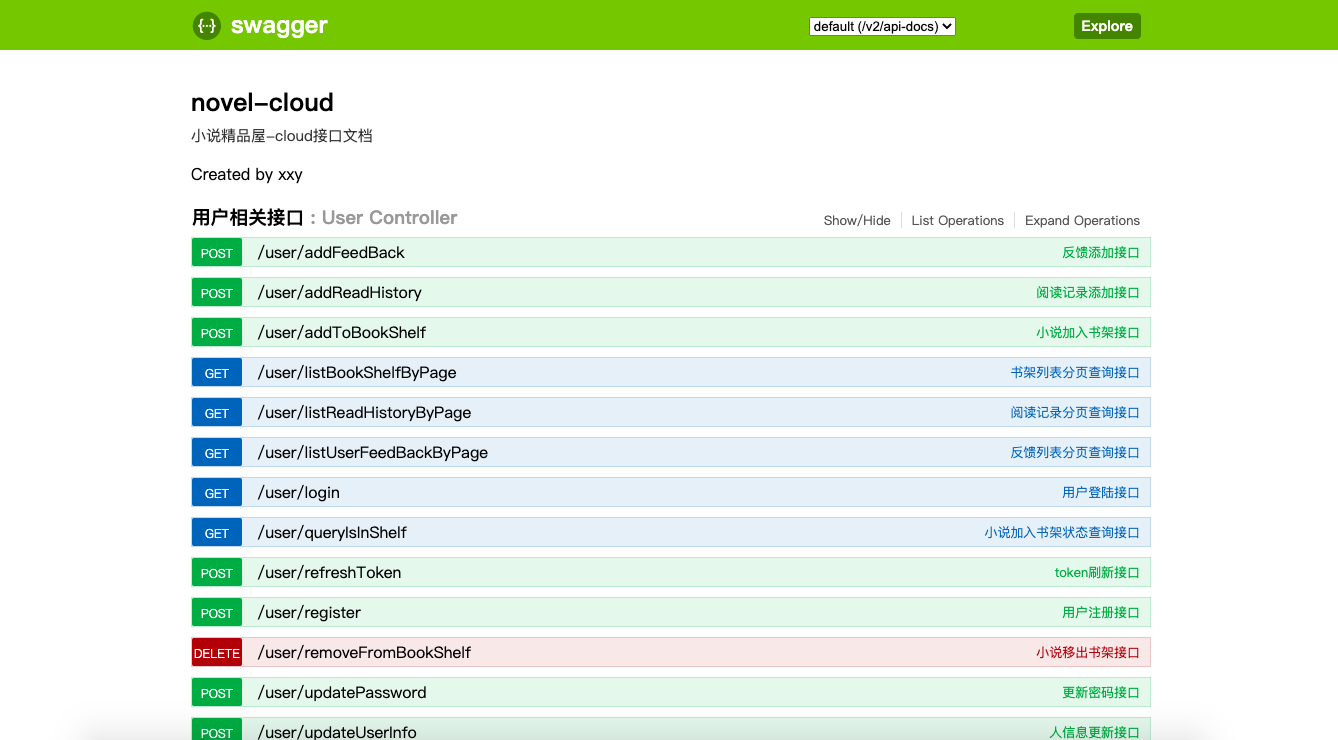 {···} swagger default (/v2/api-docs) Explore
novel-cloud
小说精品屋-cloud接口文档
Created by xxy
用户相关接口 : User Controller Show/Hide List Operations Expand Operations
POST /user/addFeedBack 反馈添加接口
POST /user/addReadHistory 阅读记录添加接口
POST /user/addToBookShelf 小说加入书架接口
GET /user/listBookShelfByPage 书架列表分页查询接口
GET /user/listReadHistoryByPage 阅读记录分页查询接口
GET /user/listUserFeedBackByPage 反馈列表分页查询接口
GET /user/login 用户登陆接口
GET /user/queryIsInShelf 小说加入书架状态查询接口
POST /user/refreshToken token刷新接口
POST /user/register 用户注册接口
DELETE /user/removeFromBookShelf 小说移出书架接口
POST /user/updatePassword 更新密码接口
POST /user/updateUserInfo 人信息更新接口